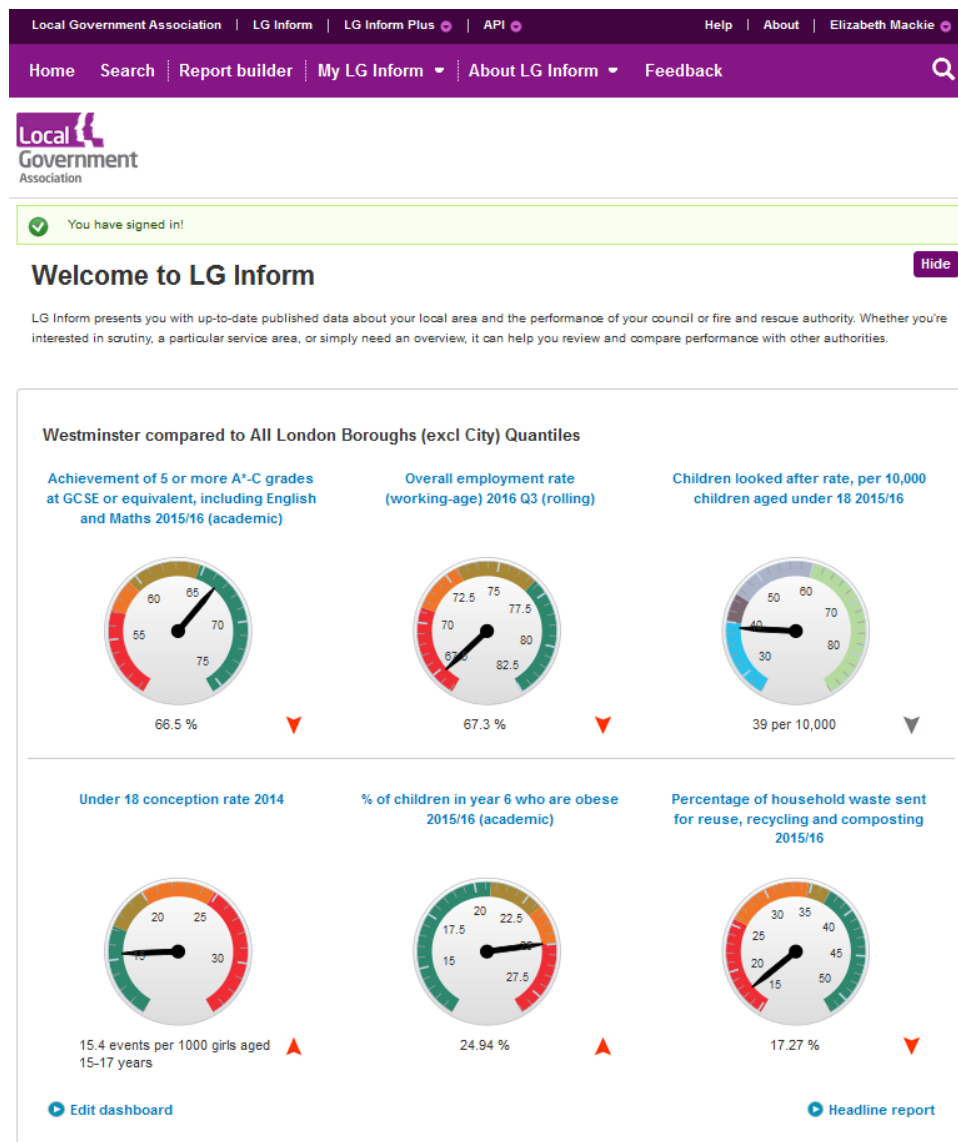 Local Government Association | LG Inform | LG Inform Plus | API Help | About | Elizabeth Mackie
Home Search Report builder My LG Inform About LG Inform Feedback
Local
Government
Association
You have signed in!
Welcome to LG Inform
Hide
LG Inform presents you with up-to-date published data about your local area and the performance of your council or fire and rescue authority. Whether you're
interested in scrutiny, a particular service area, or simply need an overview, it can help you review and compare performance with other authorities.
Westminster compared to All London Boroughs (excl City) Quantiles
Achievement of 5 or more A*-C grades
at GCSE or equivalent, including English
and Maths 2015/16 (academic)
55 60 65 70 75
66.5 %
Overall employment rate
(working-age) 2016 Q3 (rolling)
70 72.5 75 77.5 80 82.5
67.3 %
Children looked after rate, per 10,000
children aged under 18 2015/16
30 40 50 60 70 80
39 per 10,000
Under 18 conception rate 2014
15 20 25 30
15.4 events per 1000 girls aged
15-17 years
% of children in year 6 who are obese
2015/16 (academic)
15 17.5 20 22.5 27.5
24.94 %
Percentage of household waste sent
for reuse, recycling and composting
2015/16
15 20 25 30 35 40 45 50
17.27 %
Edit dashboard
Headline report